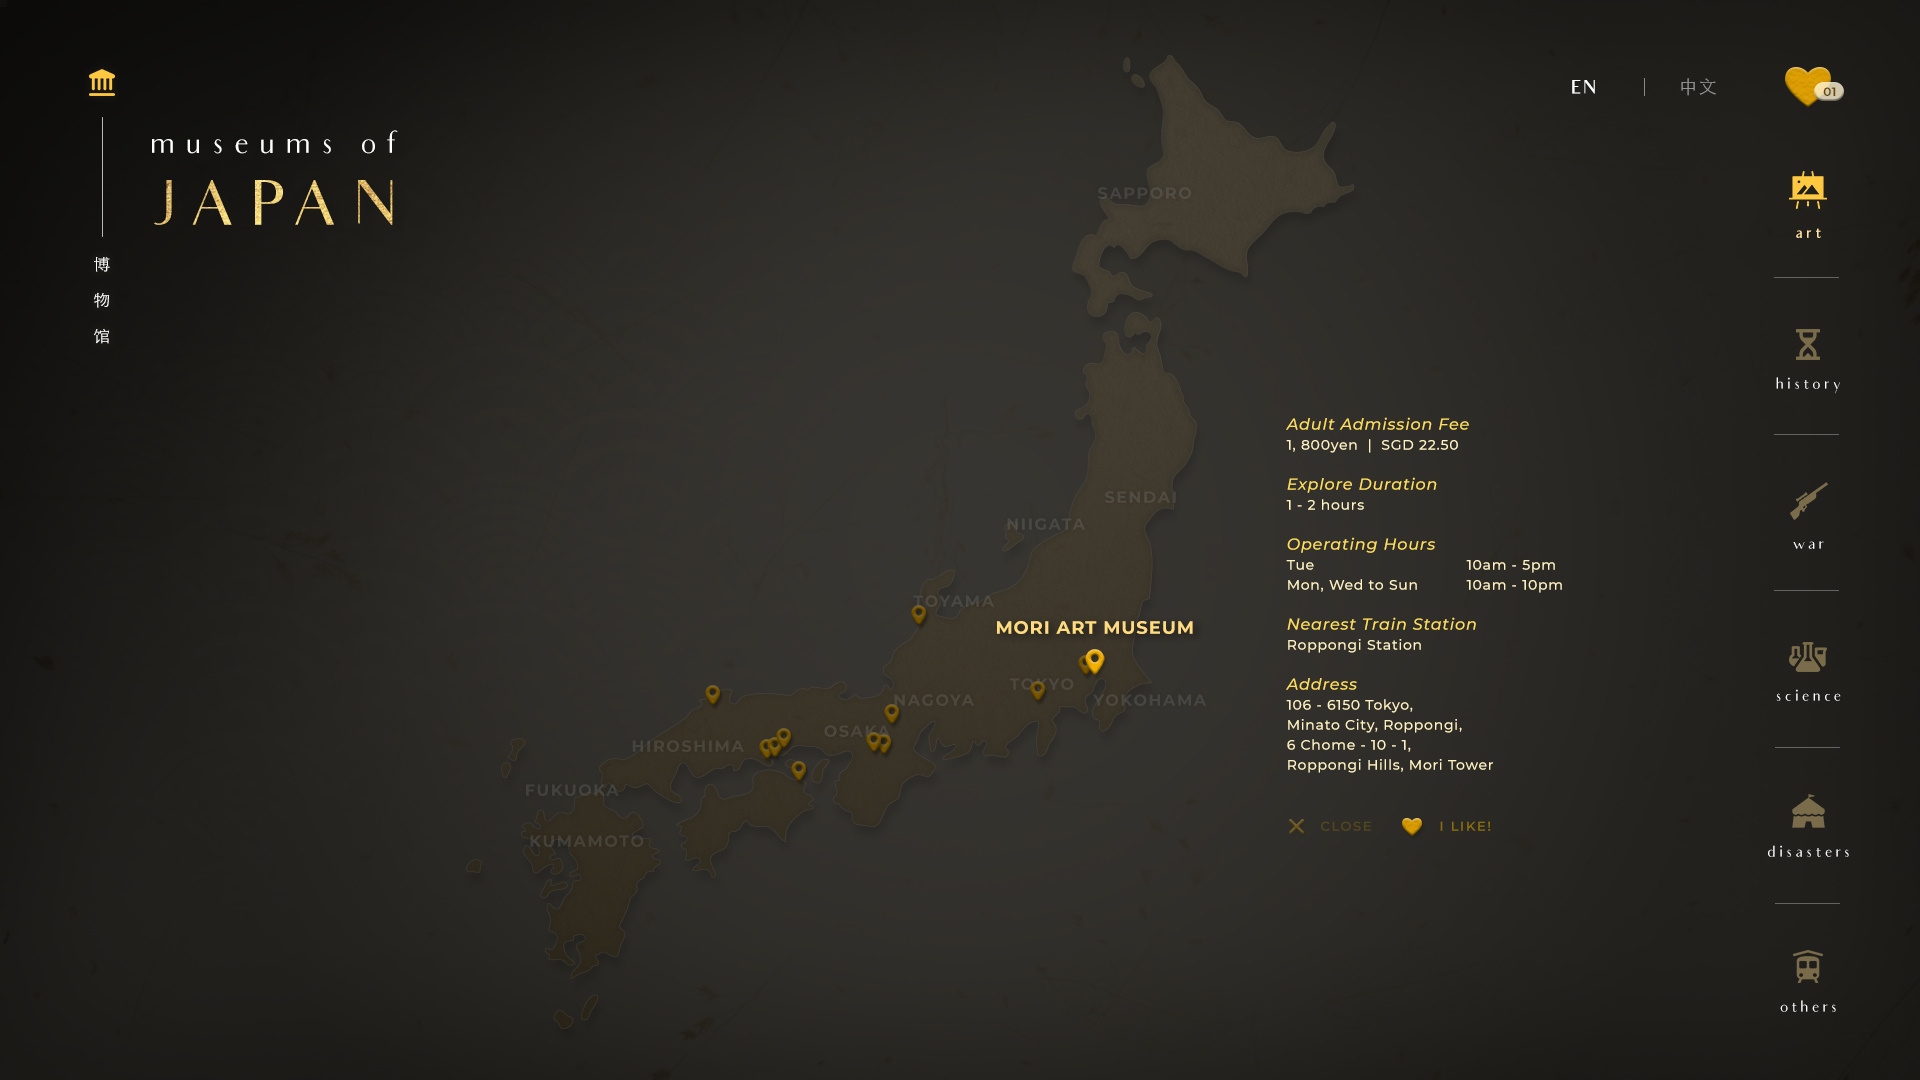 museums of
JAPAN
博
物
馆
EN | 中文
01
art
history
war
science
disasters
others
SAPPORO
SENDAI
NIIGATA
TOYAMA
MORI ART MUSEUM
TOKYO
YOKOHAMA
NAGOYA
OSAKA
HIROSHIMA
FUKUOKA
KUMAMOTO
Adult Admission Fee
1, 800yen | SGD 22.50
Explore Duration
1 - 2 hours
Operating Hours
Tue 10am - 5pm
Mon, Wed to Sun 10am - 10pm
Nearest Train Station
Roppongi Station
Address
106 - 6150 Tokyo,
Minato City, Roppongi,
6 Chome - 10 - 1,
Roppongi Hills, Mori Tower
CLOSE I LIKE!